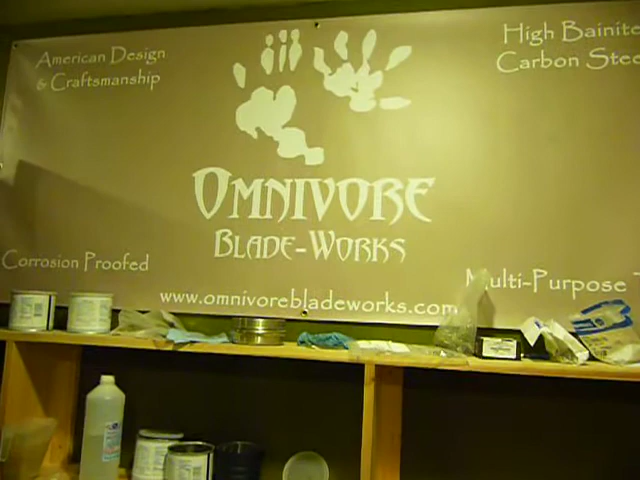 American Design
& Craftsmanship
High Bainite
Carbon Stee
OMNIVORE
BLADE-WORKS
Corrosion Proofed
Multi-Purpose
www.omnivorebladeworks.com